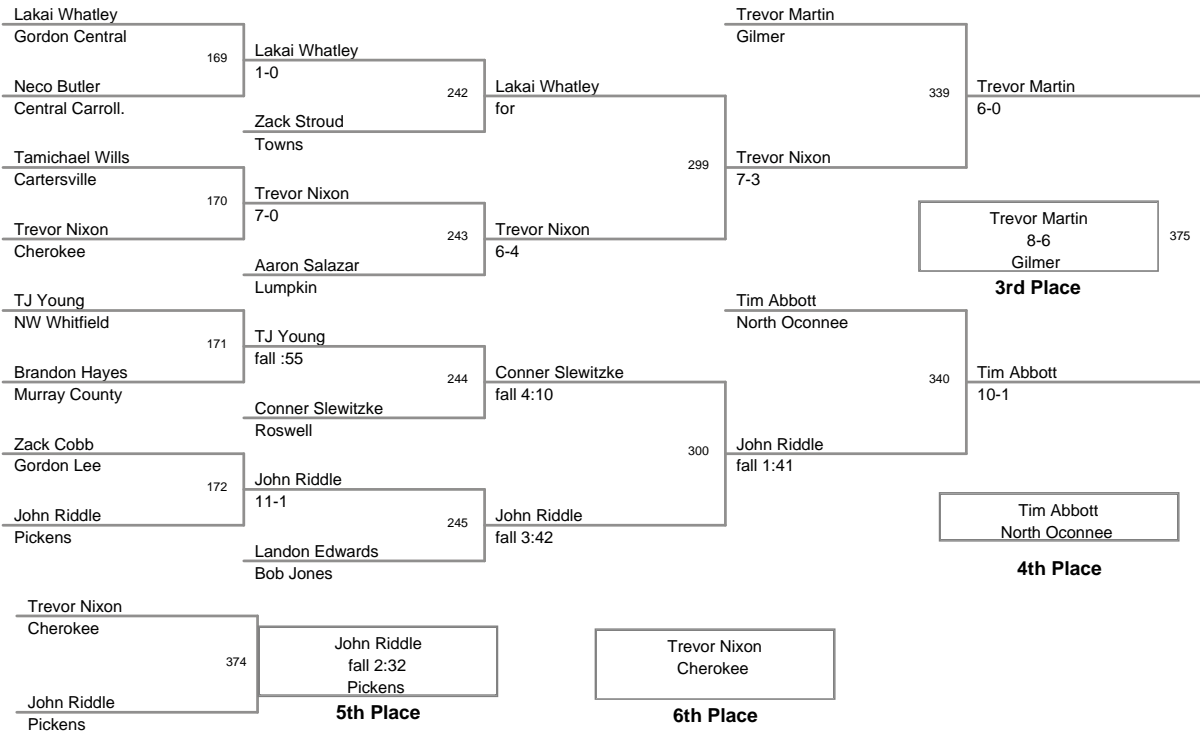 Lakai Whatley
Gordon Central
169
Neco Butler
Central Carroll.
Tamichael Wills
Cartersville
170
Trevor Nixon
Cherokee
TJ Young
NW Whitfield
171
Brandon Hayes
Murray County
Zack Cobb
Gordon Lee
172
John Riddle
Pickens
Lakai Whatley
1-0
242
Zack Stroud
Towns
Trevor Nixon
7-0
243
Aaron Salazar
Lumpkin
TJ Young
fall :55
244
Conner Slewitzke
Roswell
John Riddle
11-1
245
Landon Edwards
Bob Jones
Lakai Whatley
for
299
Trevor Nixon
6-4
Conner Slewitzke
fall 4:10
300
John Riddle
fall 3:42
Trevor Martin
Gilmer
339
Trevor Nixon
7-3
Tim Abbott
North Oconnee
340
John Riddle
fall 1:41
Trevor Martin
6-0
Trevor Martin
8-6
Gilmer
375
3rd Place
Tim Abbott
10-1
Tim Abbott
North Oconnee
4th Place
Trevor Nixon
Cherokee
374
John Riddle
Pickens
John Riddle
fall 2:32
Pickens
5th Place
Trevor Nixon
Cherokee
6th Place